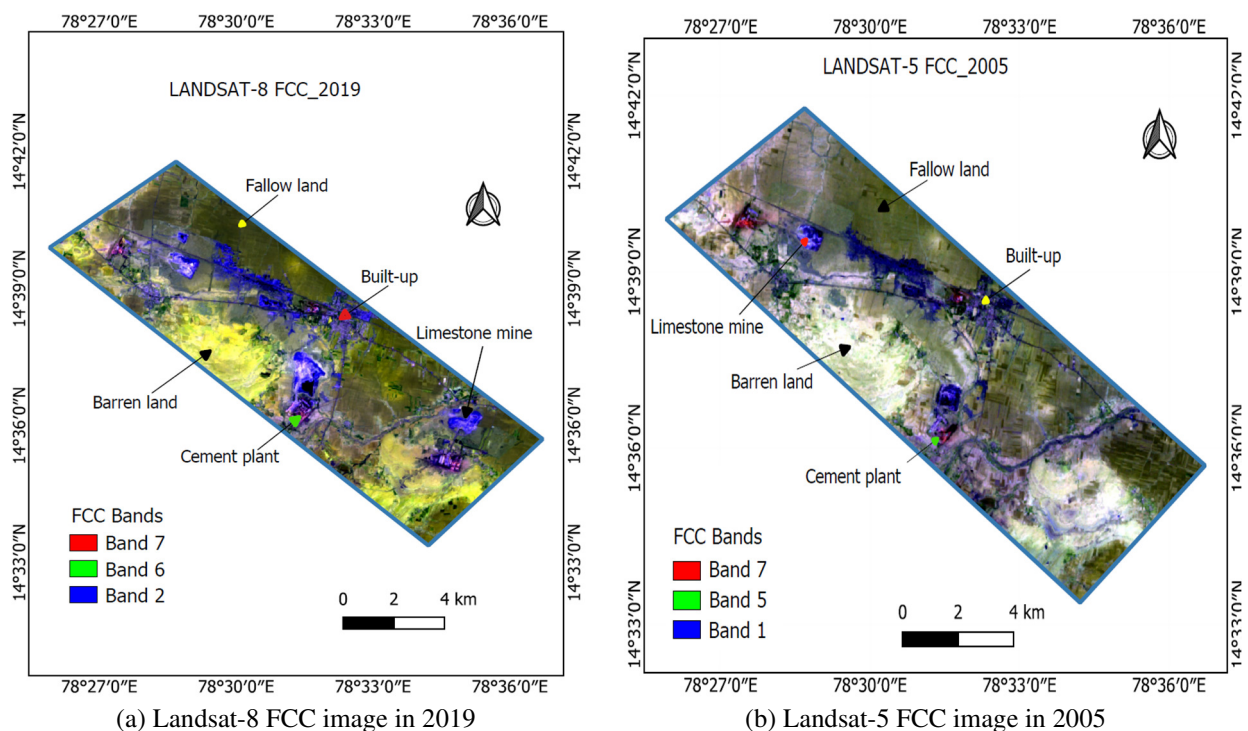 78°27′0″E 78°30′0″E 78°33′0″E 78°36′0″E
LANDSAT-8 FCC_2019
14°42′0″N
14°39′0″N
14°36′0″N
14°33′0″N
14°42′0″N
14°39′0″N
14°36′0″N
14°33′0″N
Fallow land
Built-up
Limestone mine
Barren land
Cement plant
FCC Bands
Band 7
Band 6
Band 2
0 2 4 km
78°27′0″E 78°30′0″E 78°33′0″E 78°36′0″E
(a) Landsat-8 FCC image in 2019
78°27′0″E 78°30′0″E 78°33′0″E 78°36′0″E
LANDSAT-5 FCC_2005
14°42′0″N
14°39′0″N
14°36′0″N
14°33′0″N
14°42′0″N
14°39′0″N
14°36′0″N
14°33′0″N
Fallow land
Built-up
Limestone mine
Barren land
Cement plant
FCC Bands
Band 7
Band 5
Band 1
0 2 4 km
78°27′0″E 78°30′0″E 78°33′0″E 78°36′0″E
(b) Landsat-5 FCC image in 2005